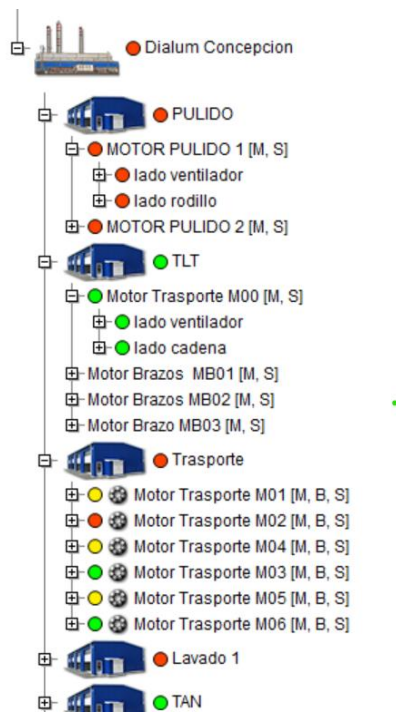 Dialum Concepcion
PULIDO
MOTOR PULIDO 1 [M, S]
lado ventilador
lado rodillo
MOTOR PULIDO 2 [M, S]
TLT
Motor Trasporte M00 [M, S]
lado ventilador
lado cadena
Motor Brazos  MB01 [M, S]
Motor Brazos MB02 [M, S]
Motor Brazo MB03 [M, S]
Trasporte
Motor Trasporte M01 [M, B, S]
Motor Trasporte M02 [M, B, S]
Motor Trasporte M04 [M, B, S]
Motor Trasporte M03 [M, B, S]
Motor Trasporte M05 [M, B, S]
Motor Trasporte M06 [M, B, S]
Lavado 1
TAN